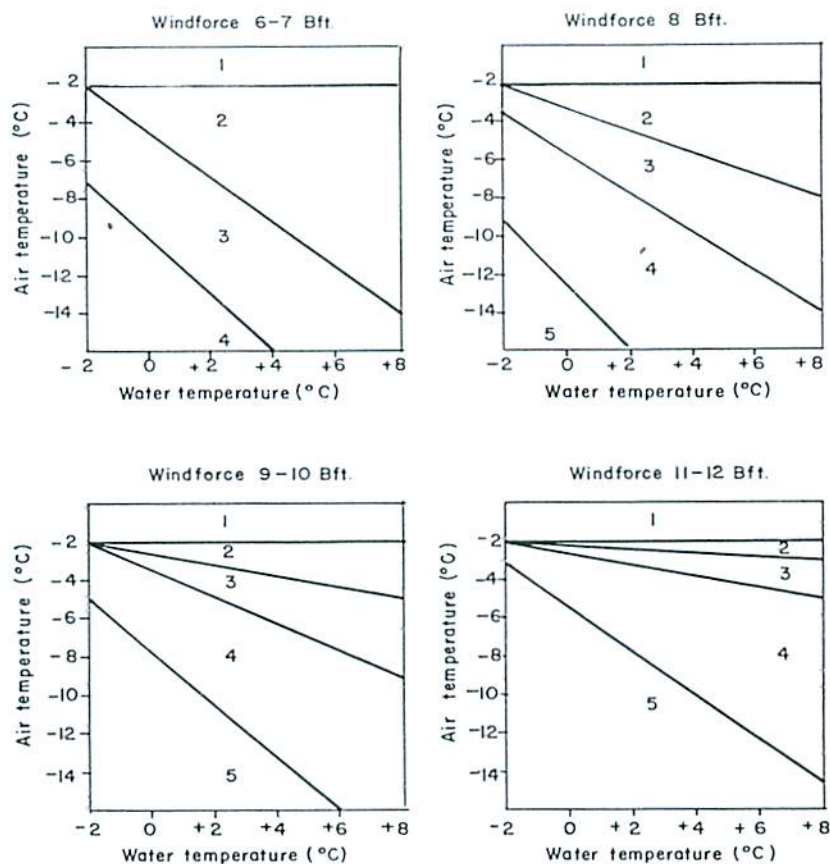 Windforce 6-7 Bft.
1
2
3
4
-2
-4
-6
-8
-10
-12
-14
Air temperature (°C)
-2 0 +2 +4 +6 +8
Water temperature (°C)
Windforce 8 Bft.
1
2
3
4
5
-2
-4
-6
-8
-10
-12
-14
Air temperature (°C)
-2 0 +2 +4 +6 +8
Water temperature (°C)
Windforce 9-10 Bft.
1
2
3
4
5
-2
-4
-6
-8
-10
-12
-14
Air temperature (°C)
-2 0 +2 +4 +6 +8
Water temperature (°C)
Windforce 11-12 Bft.
1
2
3
4
5
-2
-4
-6
-8
-10
-12
-14
Air temperature (°C)
-2 0 +2 +4 +6 +8
Water temperature (°C)